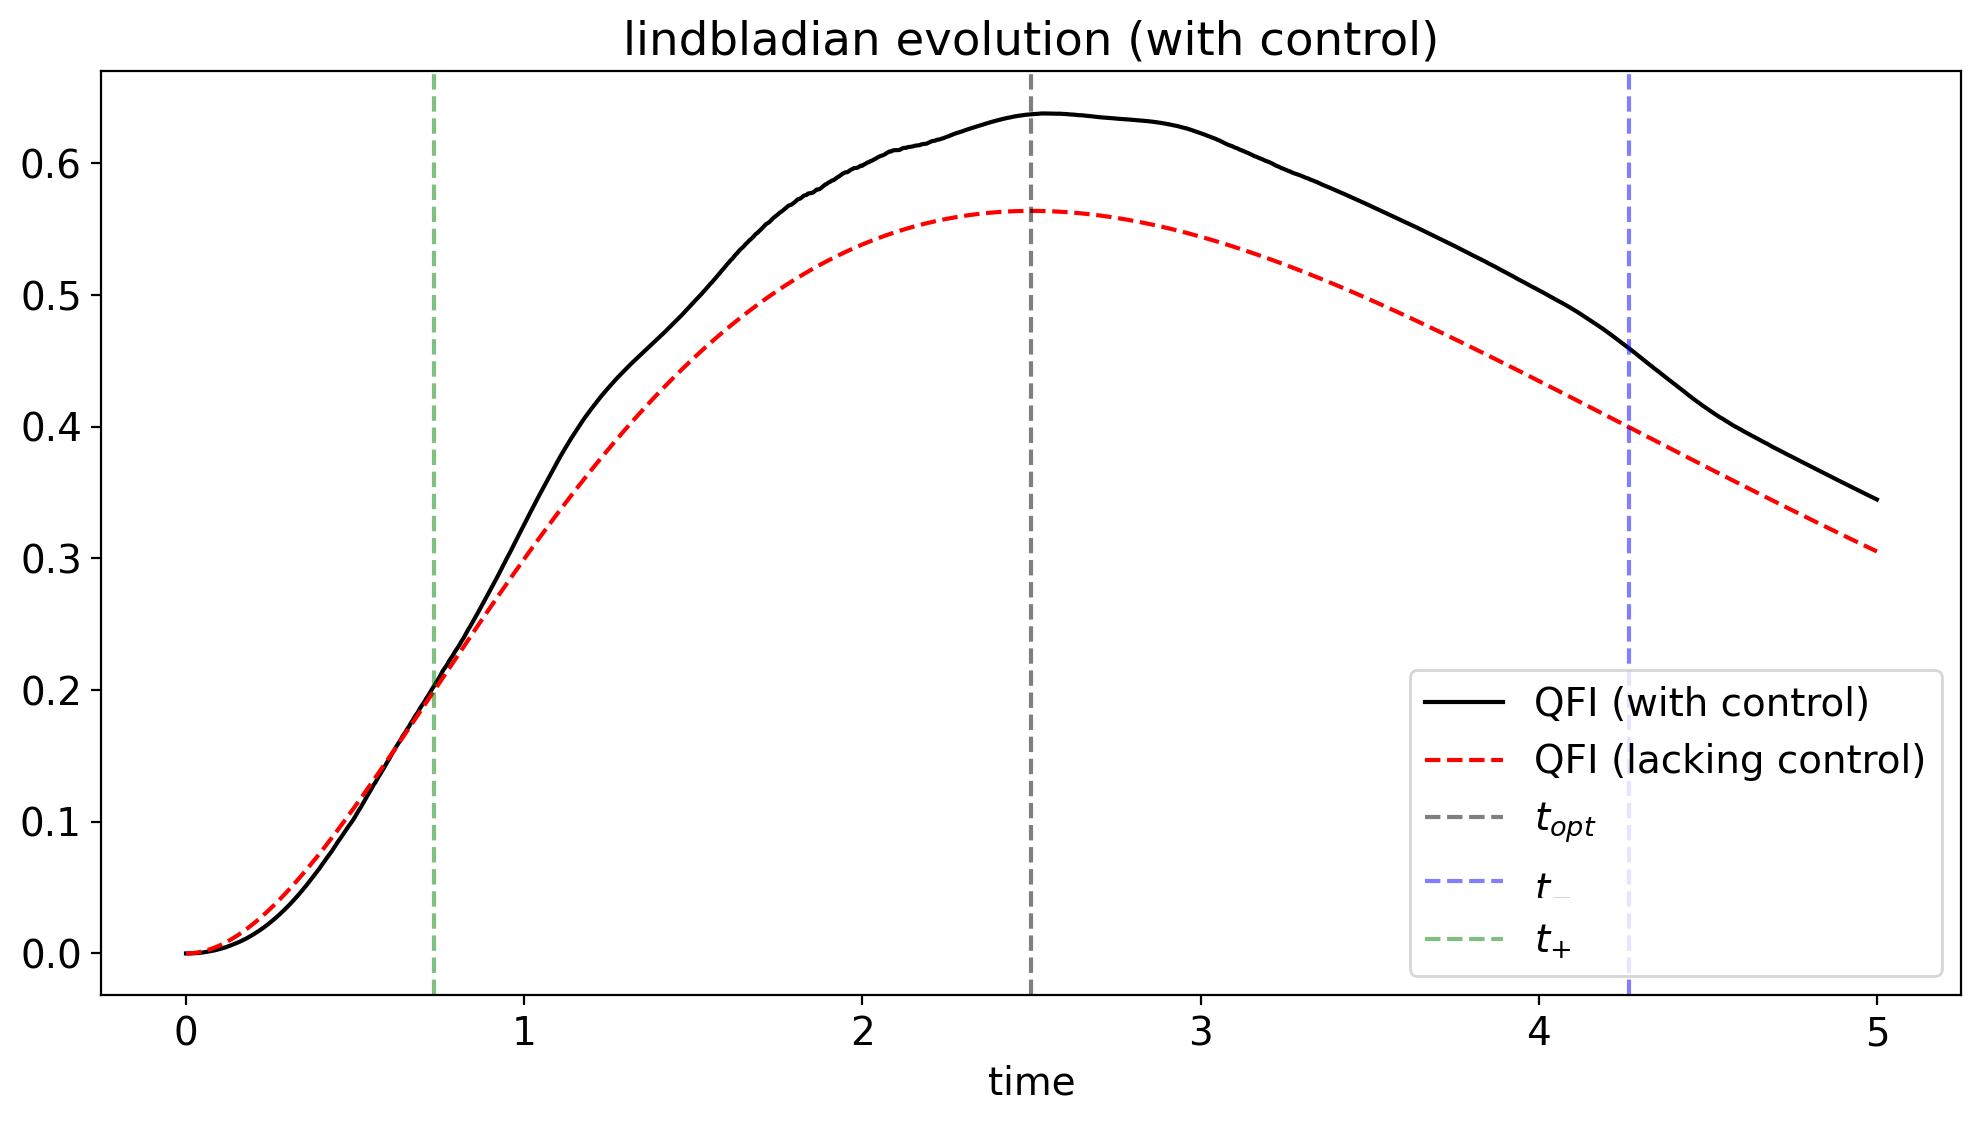 lindbladian evolution (with control)
0.6
0.5
0.4
0.3
0.2
0.1
0.0
QFI (with control)
QFI (lacking control)
t_opt
t_−
t_+
0 1 2 3 4 5
time